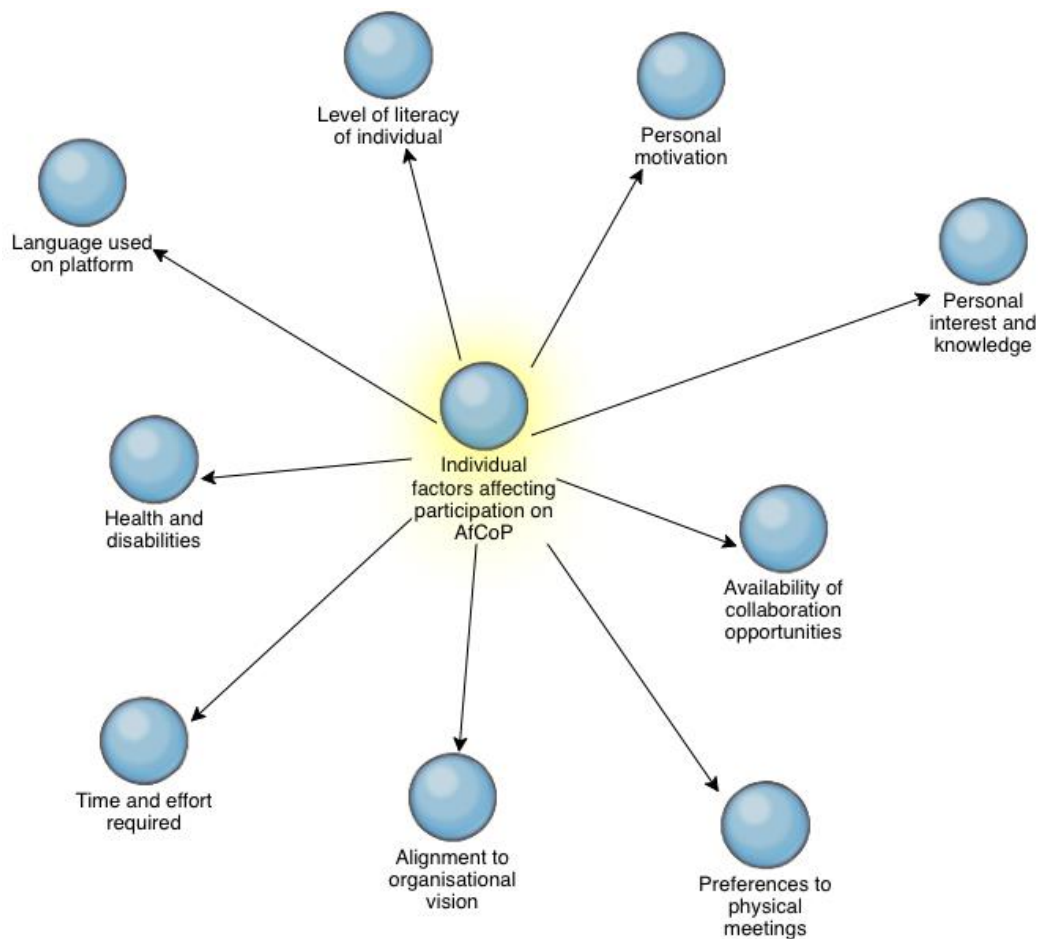 Level of literacy
of individual
Personal
motivation
Language used
on platform
Personal
interest and
knowledge
Individual
factors affecting
participation on
AfCoP
Health and
disabilities
Availability of
collaboration
opportunities
Time and effort
required
Alignment to
organisational
vision
Preferences to
physical
meetings